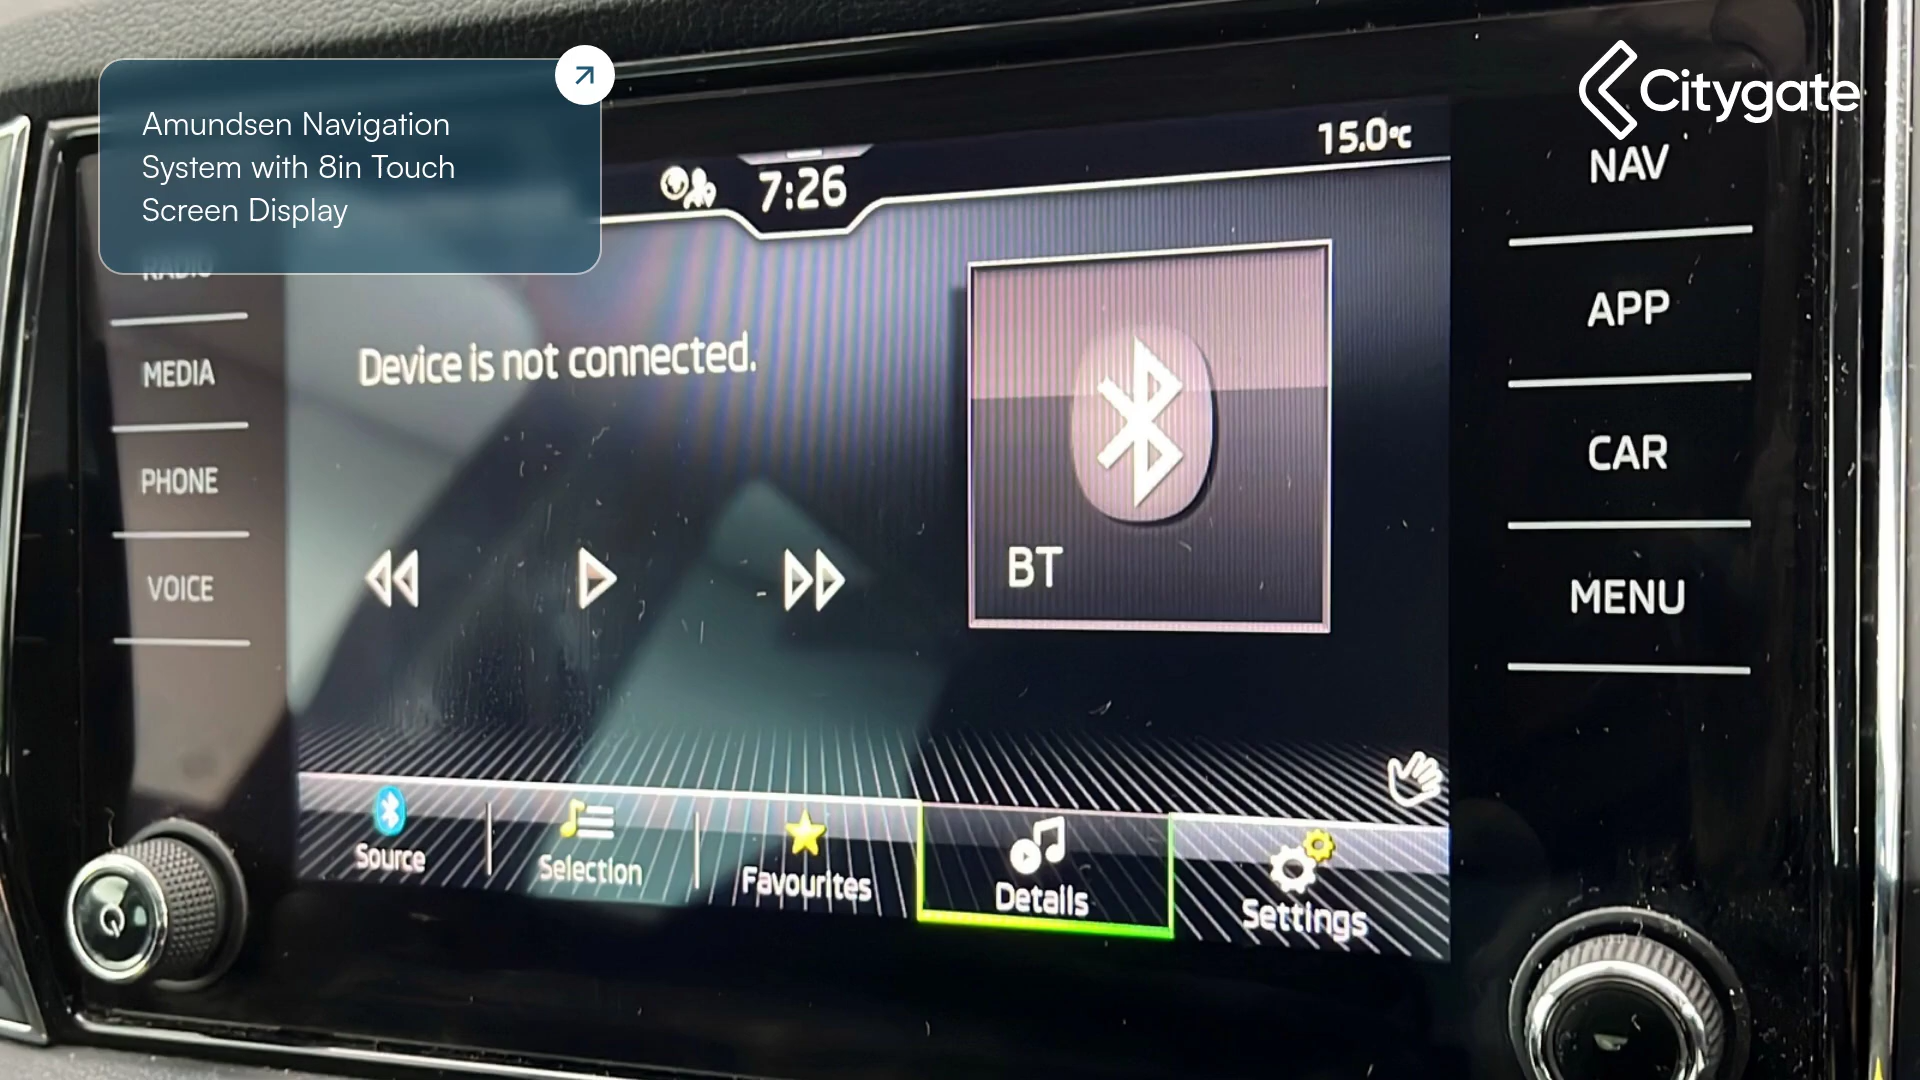 Citygate
Amundsen Navigation
System with 8in Touch
Screen Display
7:26
15.0°C
RADIO
MEDIA
PHONE
VOICE
NAV
APP
CAR
MENU
Device is not connected.
BT
Source
Selection
Favourites
Details
Settings